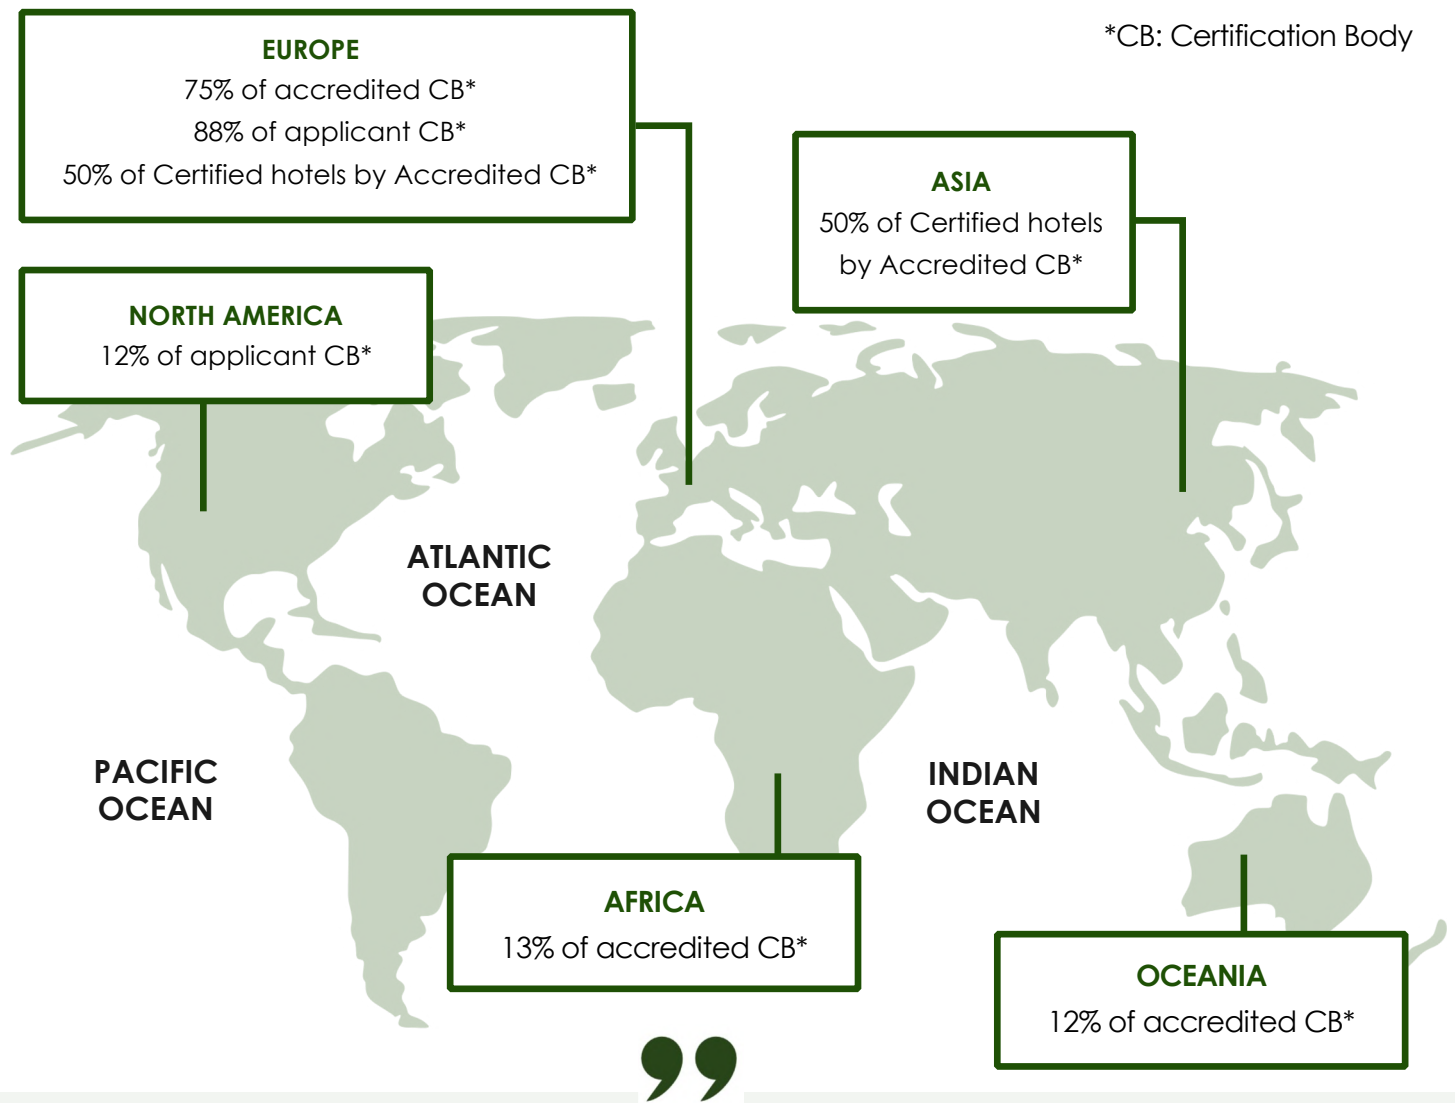 *CB: Certification Body
EUROPE
75% of accredited CB*
88% of applicant CB*
50% of Certified hotels by Accredited CB*
ASIA
50% of Certified hotels
by Accredited CB*
NORTH AMERICA
12% of applicant CB*
ATLANTIC
OCEAN
PACIFIC
OCEAN
INDIAN
OCEAN
AFRICA
13% of accredited CB*
OCEANIA
12% of accredited CB*
”